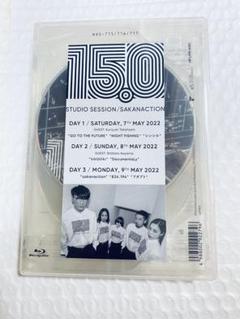 15.0
STUDIO SESSION/SAKANACTION
DAY 1 / SATURDAY, 7TH MAY 2022
"GO TO THE FUTURE" "NIGHT FISHING" "シンシロ"
DAY 2 / SUNDAY, 8TH MAY 2022
"kikUUiki" "DocumentaLy"
DAY 3 / MONDAY, 9TH MAY 2022
"sakanaction" "834.194" "アダプト"